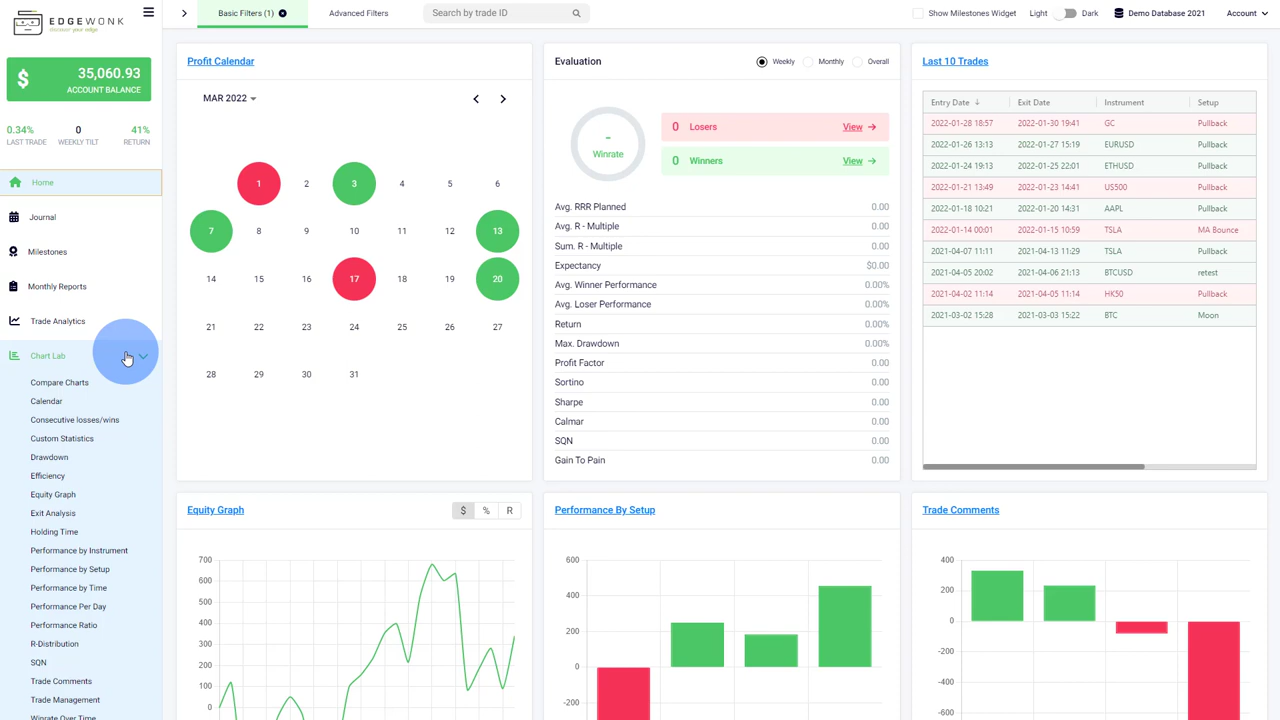 EDGEWONK
discover your edge
$
35,060.93
ACCOUNT BALANCE
0.34%
LAST TRADE
0
WEEKLY TILT
41%
RETURN
Home
Journal
Milestones
Monthly Reports
Trade Analytics
Chart Lab
Compare Charts
Calendar
Consecutive losses/wins
Custom Statistics
Drawdown
Efficiency
Equity Graph
Exit Analysis
Holding Time
Performance by Instrument
Performance by Setup
Performance by Time
Performance Per Day
Performance Ratio
R-Distribution
SQN
Trade Comments
Trade Management
Winrate Over Time
Basic Filters (1)
Advanced Filters
Search by trade ID
Show Milestones Widget
Light
Dark
Demo Database 2021
Account
Profit Calendar
MAR 2022
1 2 3 4 5 6
7 8 9 10 11 12 13
14 15 16 17 18 19 20
21 22 23 24 25 26 27
28 29 30 31
Evaluation
Weekly Monthly Overall
-
Winrate
0 Losers View
0 Winners View
Avg. RRR Planned 0.00
Avg. R - Multiple 0.00
Sum. R - Multiple 0.00
Expectancy $0.00
Avg. Winner Performance 0.00%
Avg. Loser Performance 0.00%
Return 0.00%
Max. Drawdown 0.00%
Profit Factor 0.00
Sortino 0.00
Sharpe 0.00
Calmar 0.00
SQN 0.00
Gain To Pain 0.00
Last 10 Trades
Entry Date Exit Date Instrument Setup
2022-01-28 18:57 2022-01-30 19:41 GC Pullback
2022-01-26 13:13 2022-01-27 15:19 EURUSD Pullback
2022-01-24 19:13 2022-01-25 22:01 ETHUSD Pullback
2022-01-21 13:49 2022-01-23 14:41 US500 Pullback
2022-01-18 10:21 2022-01-20 14:31 AAPL Pullback
2022-01-14 00:01 2022-01-15 10:59 TSLA MA Bounce
2021-04-07 11:11 2021-04-13 11:29 TSLA Pullback
2021-04-05 20:02 2021-04-06 21:13 BTCUSD retest
2021-04-02 11:14 2021-04-05 11:14 HK50 Pullback
2021-03-02 15:28 2021-03-03 15:22 BTC Moon
Equity Graph
$ % R
700
600
500
400
300
200
100
0
Performance By Setup
600
400
200
0
-200
Trade Comments
400
200
0
-200
-400
-600